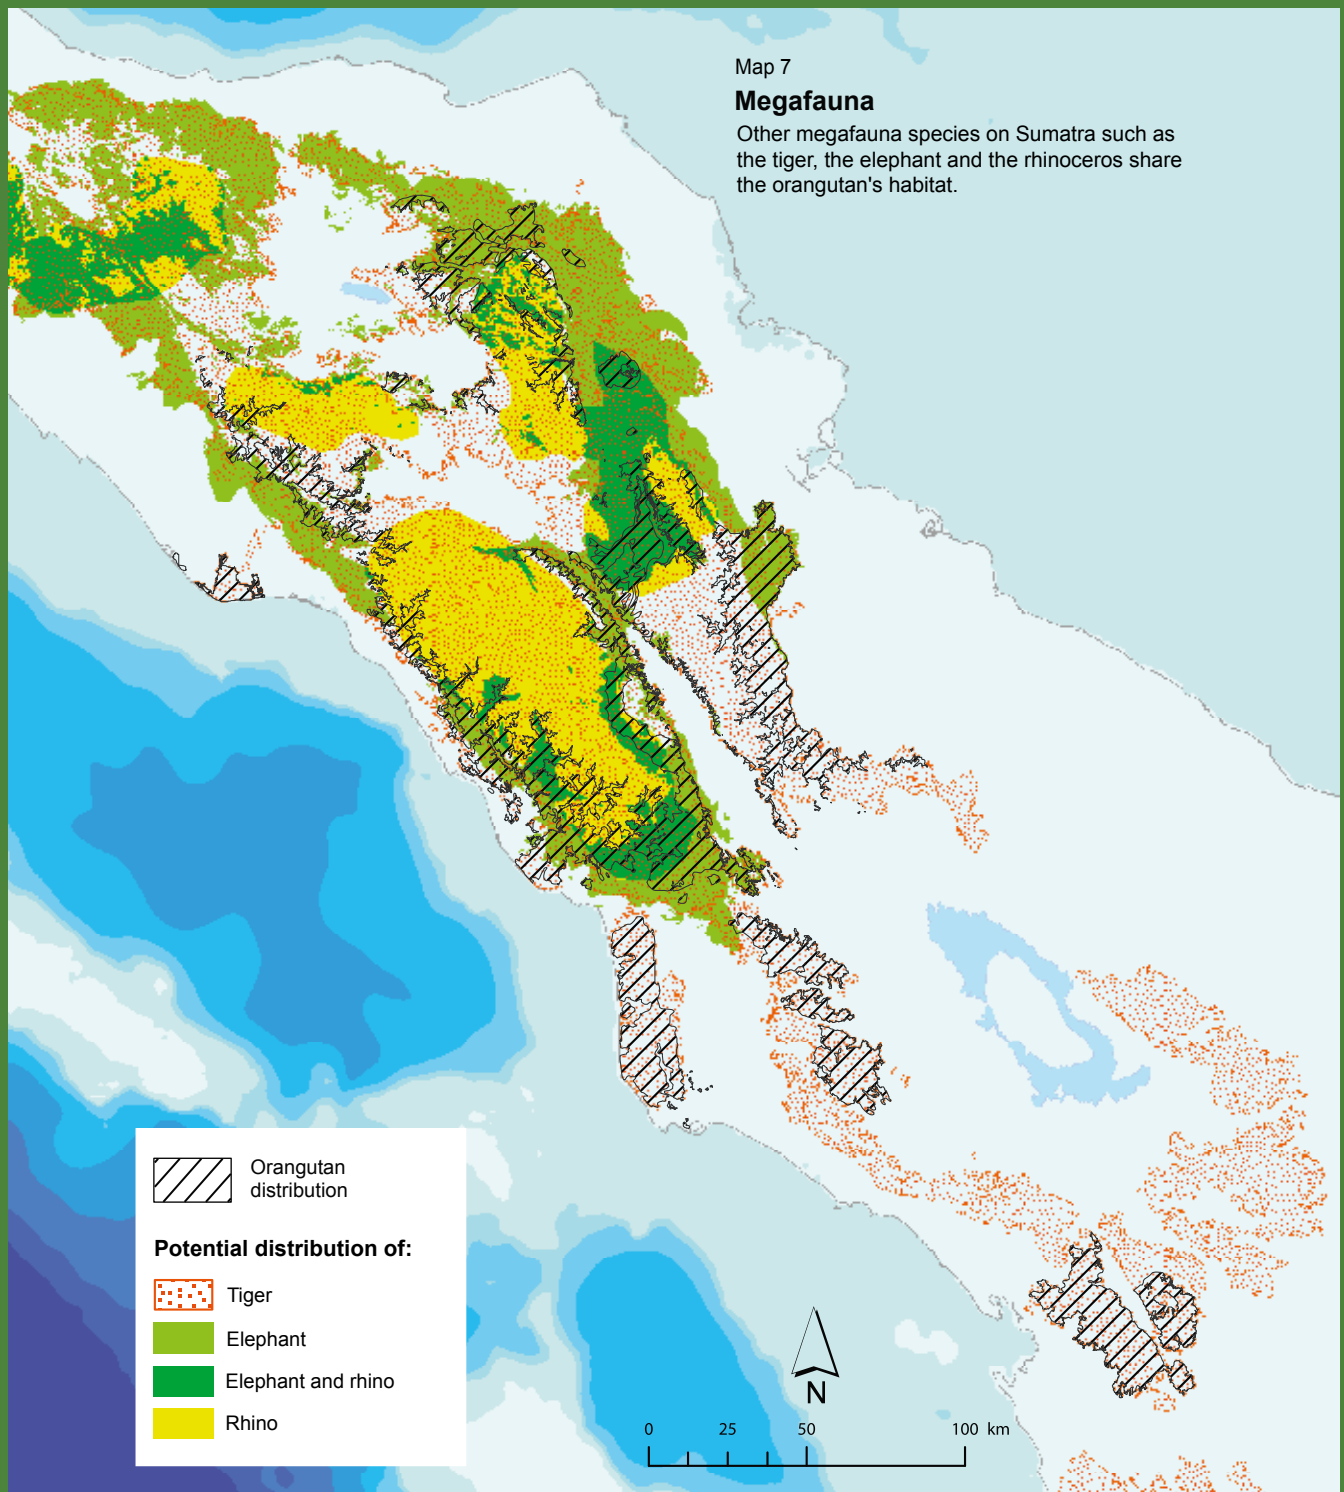 Map 7
Megafauna
Other megafauna species on Sumatra such as
the tiger, the elephant and the rhinoceros share
the orangutan's habitat.
Orangutan
distribution
Potential distribution of:
Tiger
Elephant
Elephant and rhino
Rhino
N
0 25 50 100 km